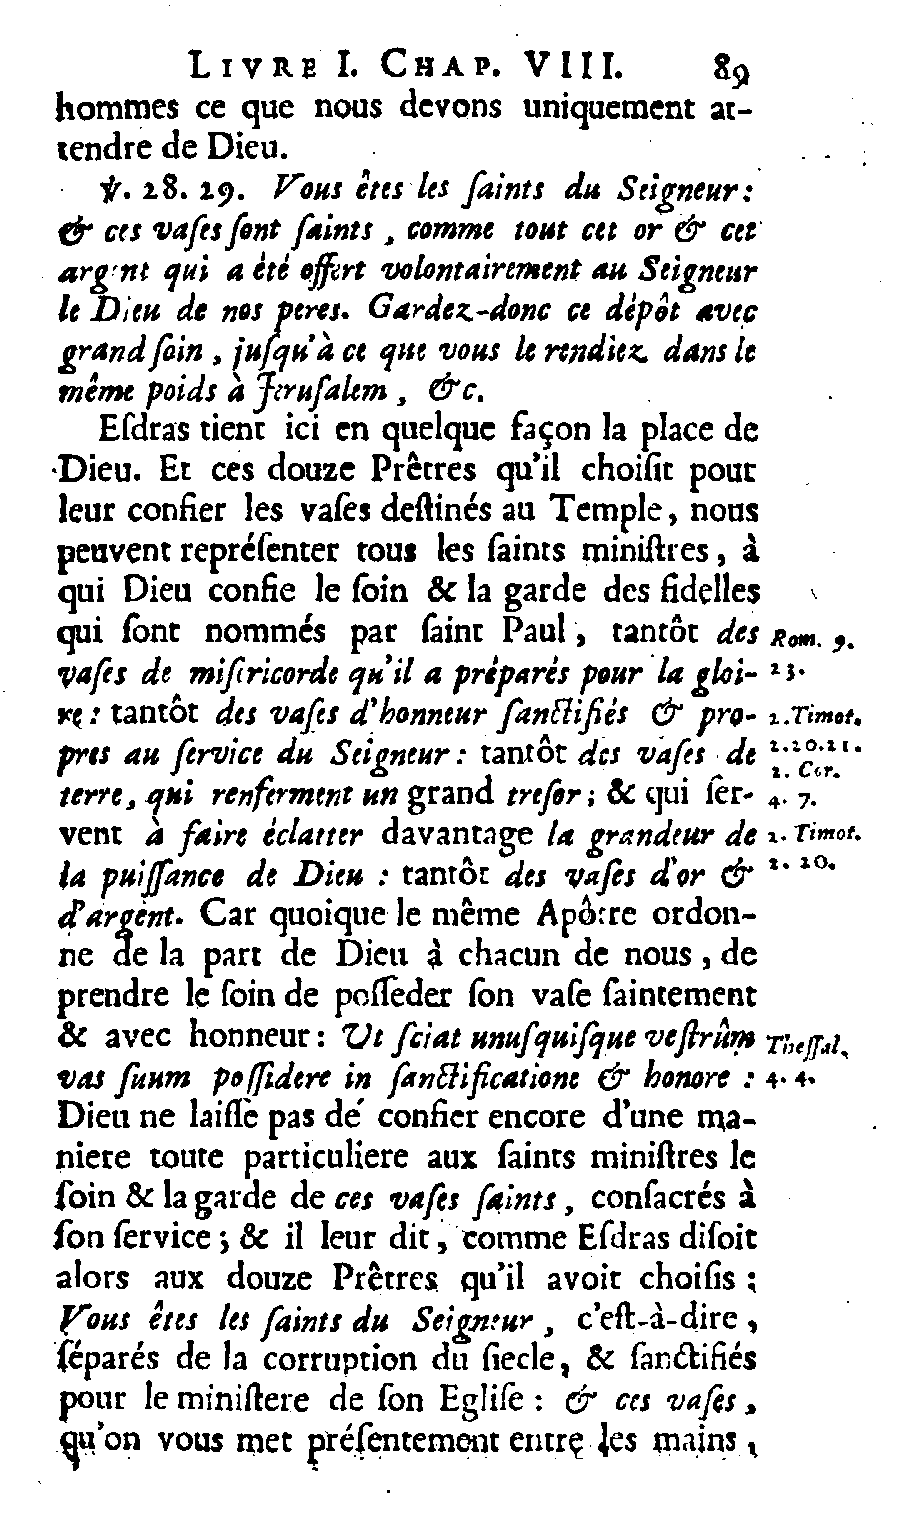 LIVRE I. CHAP. VIII. 89
hommes ce que nous devons uniquement at-
tendre de Dieu.
℣. 28. 29. Vous êtes les ſaints du Seigneur:
& ces vaſes ſont ſaints, comme tout cet or & cet
argent qui a été offert volontairement au Seigneur
le Dieu de nos peres. Gardez-donc ce dépôt avec
grand ſoin, juſqu'à ce que vous le rendiez dans le
même poids à Jeruſalem, &c.
Eſdras tient ici en quelque façon la place de
Dieu. Et ces douze Prêtres qu'il choiſit pour
leur confier les vaſes deſtinés au Temple, nous
peuvent repréſenter tous les ſaints miniſtres, à
qui Dieu confie le ſoin & la garde des fidelles
qui ſont nommés par ſaint Paul, tantôt des
Rom. 9.
vaſes de miſericorde qu'il a préparés pour la gloi-
23.
re: tantôt des vaſes d'honneur ſanctifiés & pro-
2. Timot.
pres au ſervice du Seigneur: tantôt des vaſes de
2. 20. 21.
2. Cor.
terre, qui renferment un grand treſor; & qui ſer-
4. 7.
vent à faire éclatter davantage la grandeur de
2. Timot.
la puiſſance de Dieu: tantôt des vaſes d'or &
2. 20.
d'argent. Car quoique le même Apôtre ordon-
ne de la part de Dieu à chacun de nous, de
prendre le ſoin de poſſeder ſon vaſe ſaintement
& avec honneur: Ut ſciat unuſquiſque veſtrûm
Theſſal.
vas ſuum poſſidere in ſanctificatione & honore:
4. 4.
Dieu ne laiſſe pas de confier encore d'une ma-
niere toute particuliere aux ſaints miniſtres le
ſoin & la garde de ces vaſes ſaints, conſacrés à
ſon ſervice; & il leur dit, comme Eſdras diſoit
alors aux douze Prêtres qu'il avoit choiſis;
Vous êtes les ſaints du Seigneur, c'eſt-à-dire,
ſéparés de la corruption du ſiecle, & ſanctifiés
pour le miniſtere de ſon Egliſe: & ces vaſes,
qu'on vous met préſentement entre les mains,